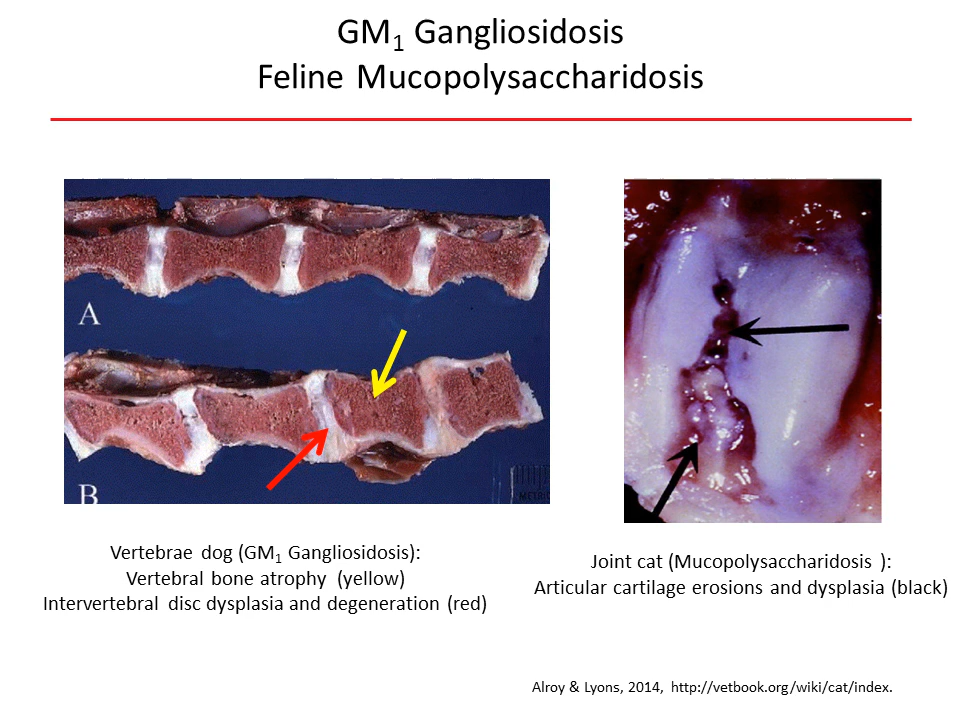 GM₁ Gangliosidosis
Feline Mucopolysaccharidosis
A
B
METRIC
Vertebrae dog (GM₁ Gangliosidosis):
Vertebral bone atrophy (yellow)
Intervertebral disc dysplasia and degeneration (red)
Joint cat (Mucopolysaccharidosis ):
Articular cartilage erosions and dysplasia (black)
Alroy & Lyons, 2014, http://vetbook.org/wiki/cat/index.